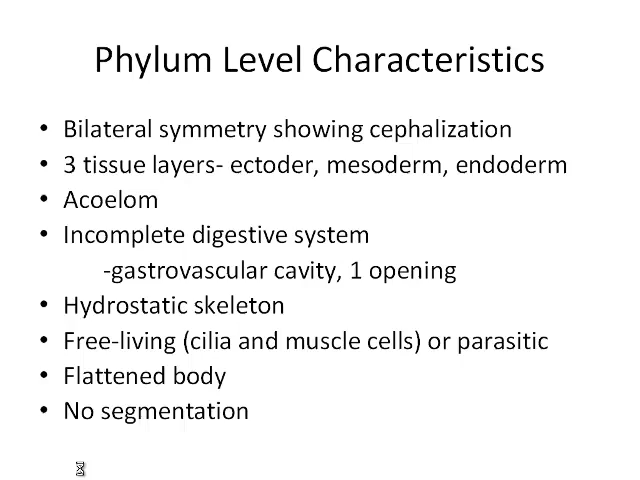 Phylum Level Characteristics
• Bilateral symmetry showing cephalization
• 3 tissue layers- ectoder, mesoderm, endoderm
• Acoelom
• Incomplete digestive system
-gastrovascular cavity, 1 opening
• Hydrostatic skeleton
• Free-living (cilia and muscle cells) or parasitic
• Flattened body
• No segmentation